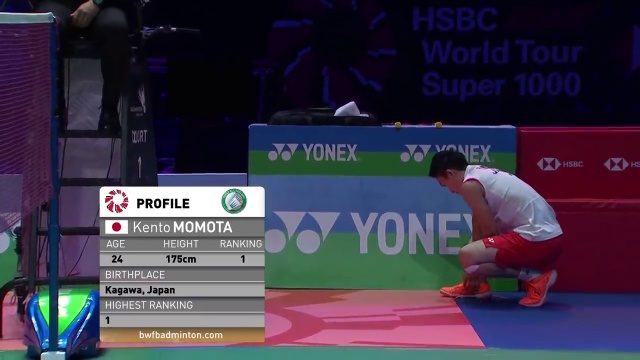 HSBC
World Tour
Super 1000
YONEX
YONEX
YONEX
HSBC
HSBC
COURT
1
PROFILE
Kento MOMOTA
AGE HEIGHT RANKING
24 175cm 1
BIRTHPLACE
Kagawa, Japan
HIGHEST RANKING
1
bwfbadminton.com